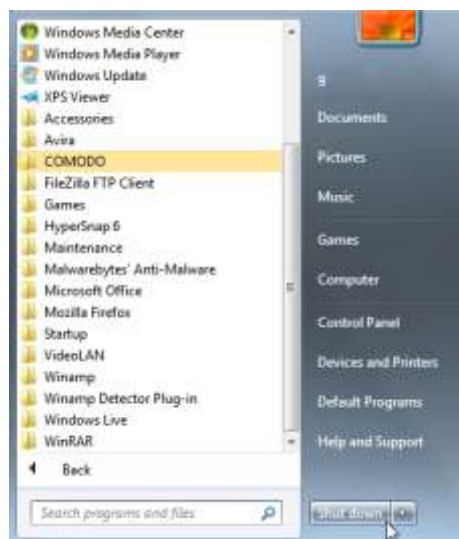 Windows Media Center
Windows Media Player
Windows Update
XPS Viewer
Accessories
Avira
COMODO
FileZilla FTP Client
Games
HyperSnap 6
Maintenance
Malwarebytes' Anti-Malware
Microsoft Office
Mozilla Firefox
Startup
VideoLAN
Winamp
Winamp Detector Plug-in
Windows Live
WinRAR
Back
Search programs and files
Documents
Pictures
Music
Games
Computer
Control Panel
Devices and Printers
Default Programs
Help and Support
Shut down